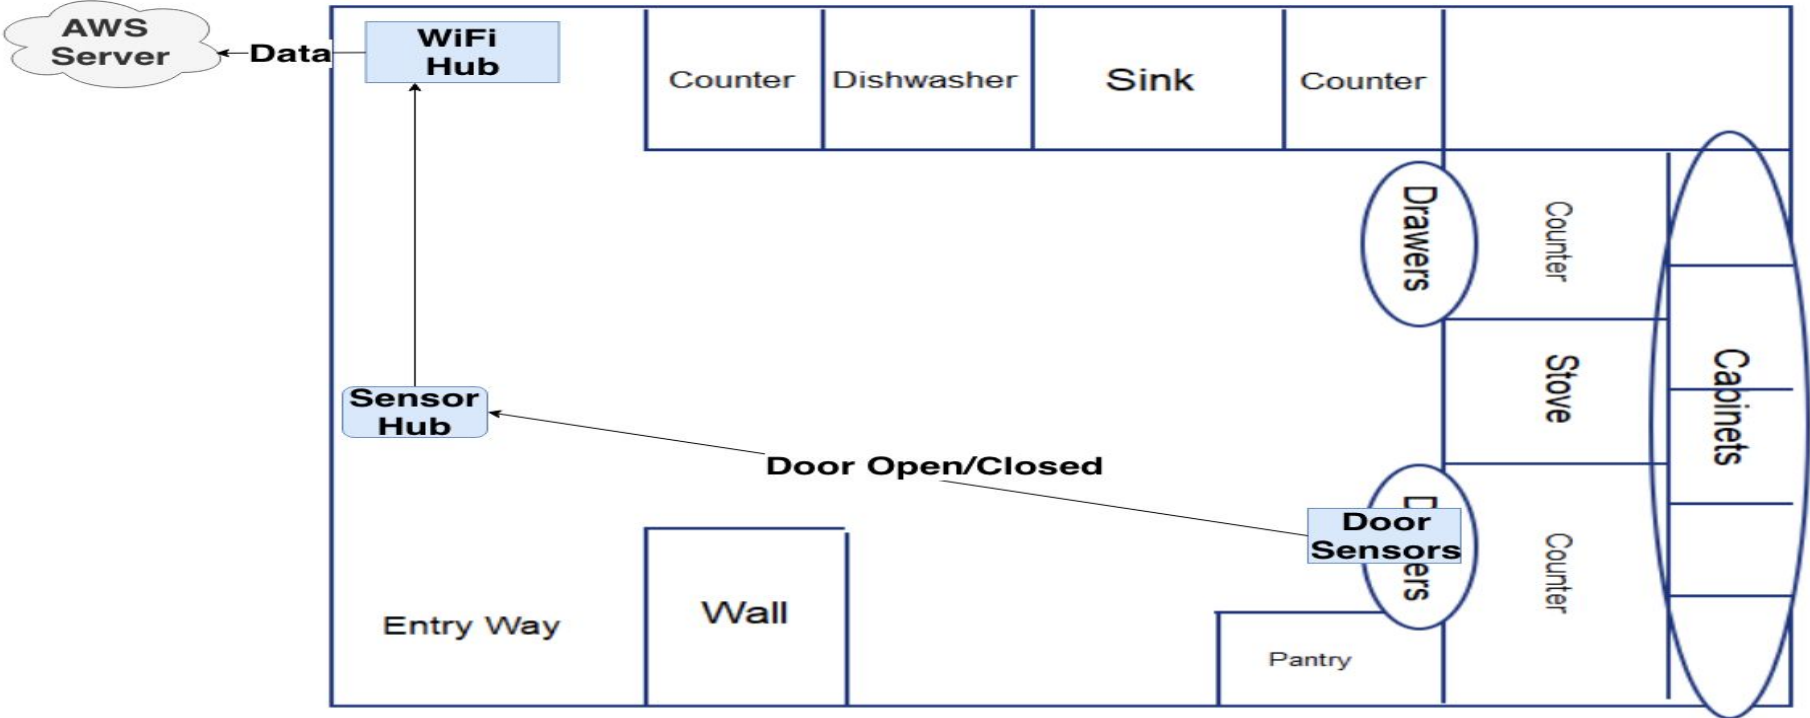 AWS
Server
Data
WiFi
Hub
Counter
Dishwasher
Sink
Counter
Drawers
Counter
Stove
Cabinets
Sensor
Hub
Door Open/Closed
Door
Sensors
Counter
Entry Way
Wall
Pantry